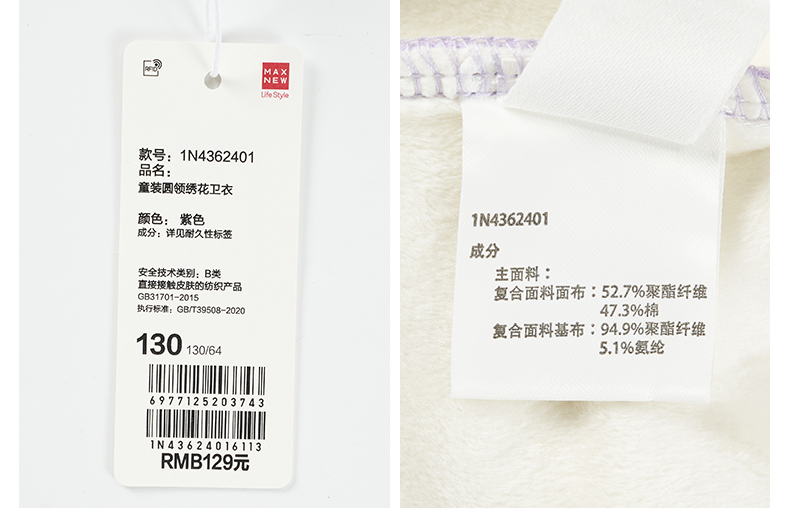 RFID
MAX
NEW
Life Style
款号：1N4362401
品名：
童装圆领绣花卫衣
颜色：紫色
成分：详见耐久性标签
安全技术类别：B类
直接接触皮肤的纺织产品
GB31701-2015
执行标准：GB/T39508-2020
130 130/64
6977125203743
1N43624016113
RMB129元
1N4362401
成分
主面料：
复合面料面布：52.7%聚酯纤维
47.3%棉
复合面料基布：94.9%聚酯纤维
5.1%氨纶